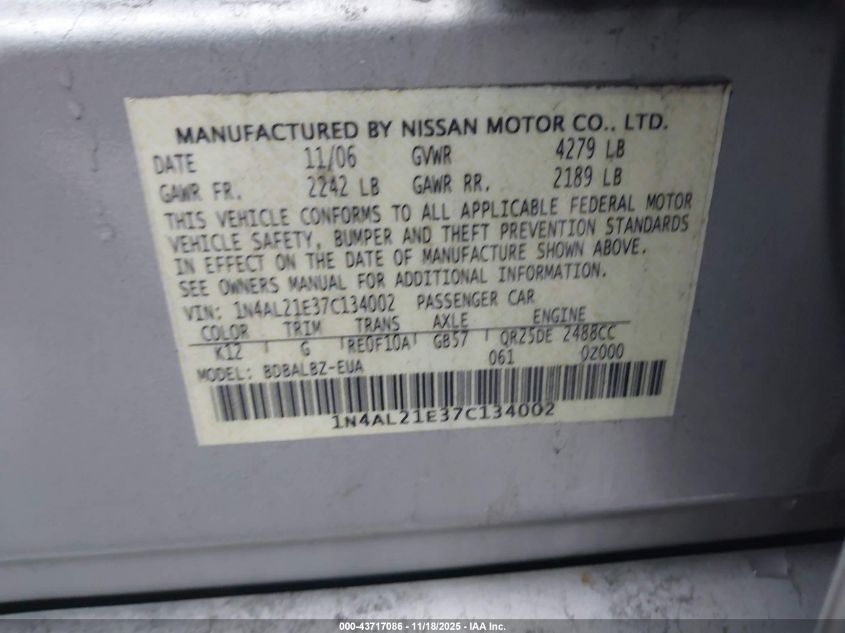 MANUFACTURED BY NISSAN MOTOR CO., LTD.
DATE 11/06 GVWR 4279 LB
GAWR FR. 2242 LB GAWR RR. 2189 LB
THIS VEHICLE CONFORMS TO ALL APPLICABLE FEDERAL MOTOR
VEHICLE SAFETY, BUMPER AND THEFT PREVENTION STANDARDS
IN EFFECT ON THE DATE OF MANUFACTURE SHOWN ABOVE.
SEE OWNERS MANUAL FOR ADDITIONAL INFORMATION.
VIN: 1N4AL21E37C134002 PASSENGER CAR
COLOR TRIM TRANS AXLE ENGINE
K12 G RE0F10A GB57 QR25DE 2488CC
MODEL: BDBALBZ-EUA 061 02000
1N4AL21E37C134002
000-43717086 - 11/18/2025 - IAA Inc.